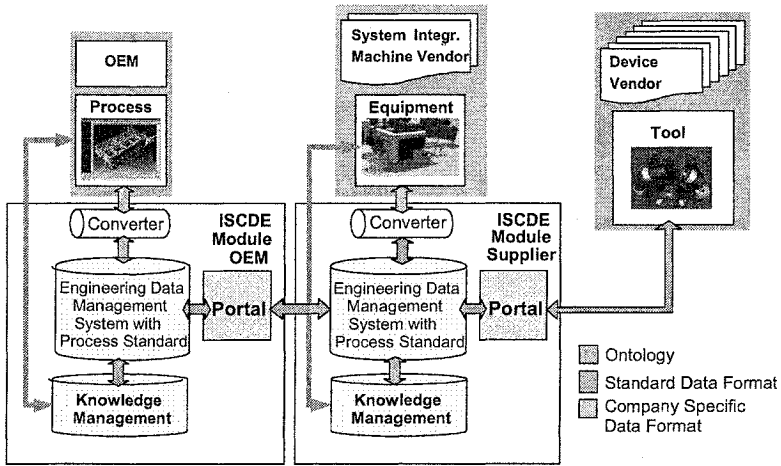 OEM
Process
System Integr.
Machine Vendor
Equipment
Device
Vendor
Tool
Converter
ISCDE
Module
OEM
Engineering Data
Management
System with
Process Standard
Portal
Knowledge
Management
Converter
ISCDE
Module
Supplier
Engineering Data
Management
System with
Process Standard
Portal
Knowledge
Management
Ontology
Standard Data Format
Company Specific
Data Format